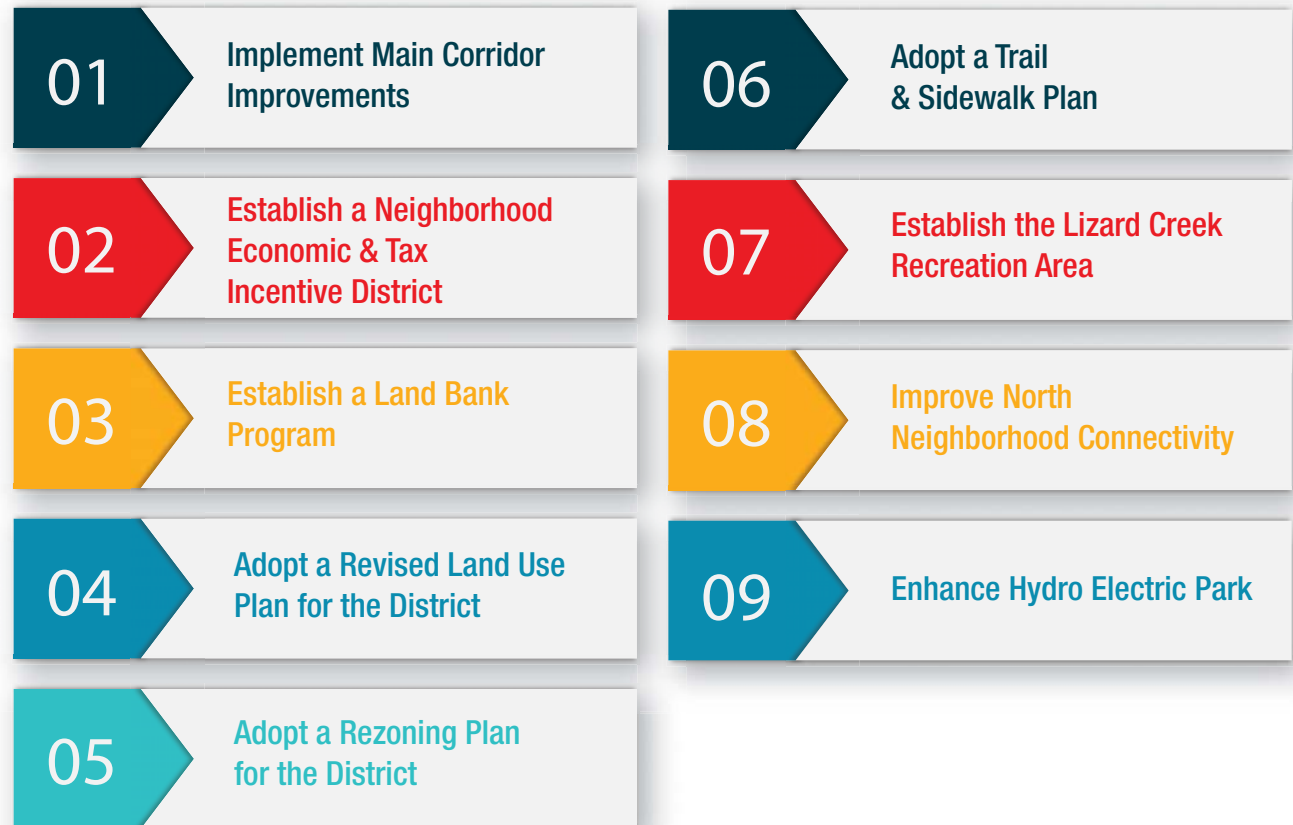 01
Implement Main Corridor
Improvements
02
Establish a Neighborhood
Economic & Tax
Incentive District
03
Establish a Land Bank
Program
04
Adopt a Revised Land Use
Plan for the District
05
Adopt a Rezoning Plan
for the District
06
Adopt a Trail
& Sidewalk Plan
07
Establish the Lizard Creek
Recreation Area
08
Improve North
Neighborhood Connectivity
09
Enhance Hydro Electric Park